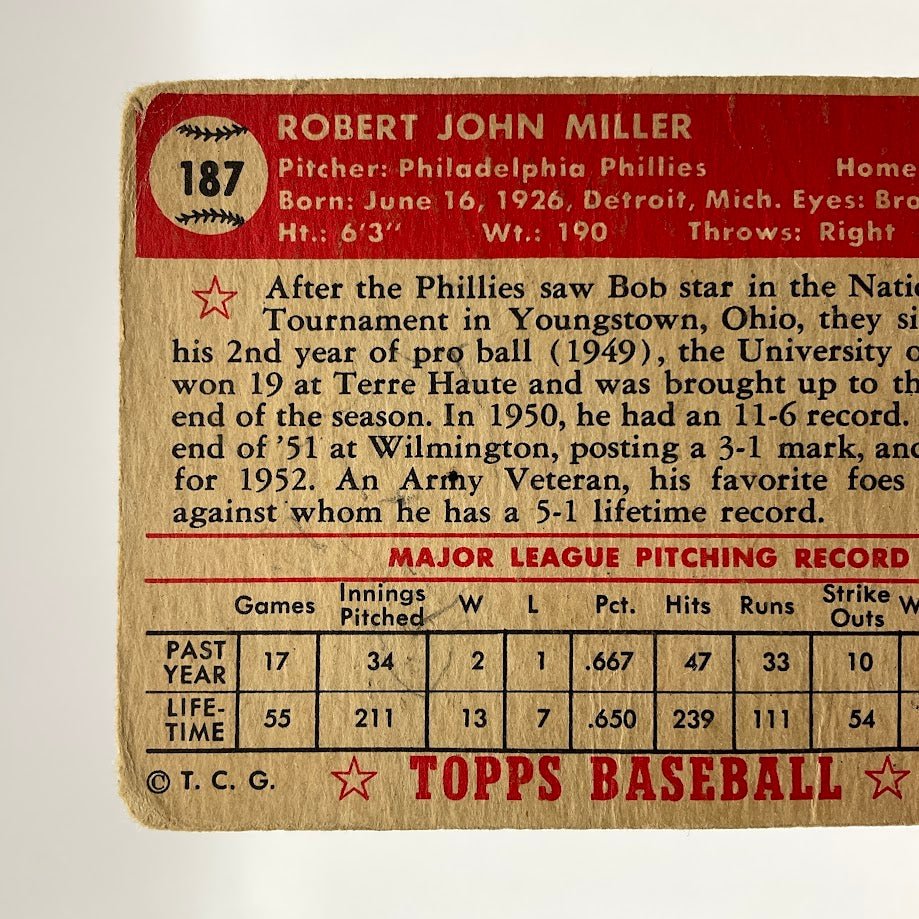 187
ROBERT JOHN MILLER
Pitcher: Philadelphia Phillies Home
Born: June 16, 1926, Detroit, Mich. Eyes:
Ht.: 6'3" Wt.: 190 Throws: Right
After the Phillies saw Bob star in the
Tournament in Youngstown, Ohio, they
his 2nd year of pro ball (1949), the University
won 19 at Terre Haute and was brought up to
end of the season. In 1950, he had an 11-6 record.
end of '51 at Wilmington, posting a 3-1 mark, and
for 1952. An Army Veteran, his favorite foes
against whom he has a 5-1 lifetime record.
MAJOR LEAGUE PITCHING RECORD
Games Innings Pitched W L Pct. Hits Runs Strike Outs
PAST YEAR 17 34 2 1 .667 47 33 10
LIFE-TIME 55 211 13 7 .650 239 111 54
© T. C. G. TOPPS BASEBALL